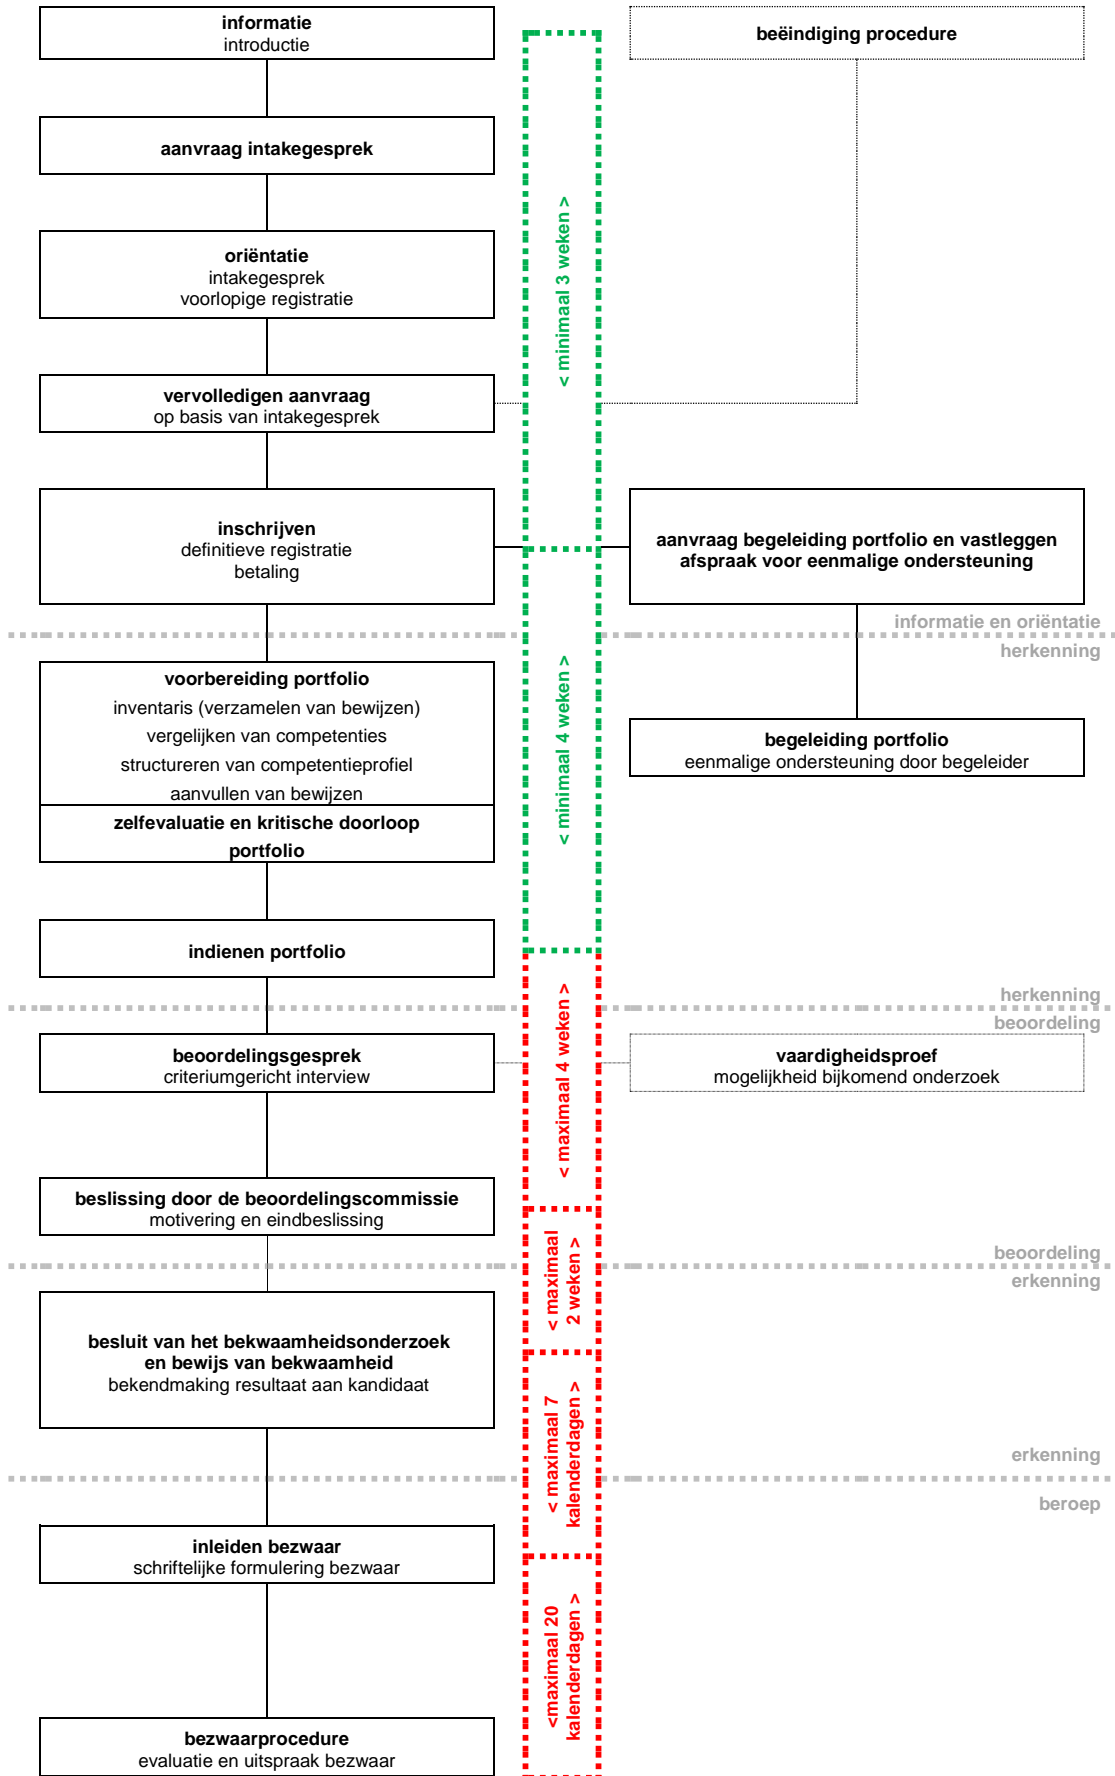 informatie
introductie
beëindiging procedure
aanvraag intakegesprek
oriëntatie
intakegesprek
voorlopige registratie
< minimaal 3 weken >
vervolledigen aanvraag
op basis van intakegesprek
inschrijven
definitieve registratie
betaling
aanvraag begeleiding portfolio en vastleggen
afspraak voor eenmalige ondersteuning
informatie en oriëntatie
herkenning
voorbereiding portfolio
inventaris (verzamelen van bewijzen)
vergelijken van competenties
structureren van competentieprofiel
aanvullen van bewijzen
zelfevaluatie en kritische doorloop
portfolio
< minimaal 4 weken >
begeleiding portfolio
eenmalige ondersteuning door begeleider
indienen portfolio
herkenning
beoordeling
beoordelingsgesprek
criteriumgericht interview
< maximaal 4 weken >
vaardigheidsproef
mogelijkheid bijkomend onderzoek
beslissing door de beoordelingscommissie
motivering en eindbeslissing
< maximaal
2 weken >
beoordeling
erkenning
besluit van het bekwaamheidsonderzoek
en bewijs van bekwaamheid
bekendmaking resultaat aan kandidaat
< maximaal 7
kalenderdagen >
erkenning
beroep
inleiden bezwaar
schriftelijke formulering bezwaar
<maximaal 20
kalenderdagen >
bezwaarprocedure
evaluatie en uitspraak bezwaar